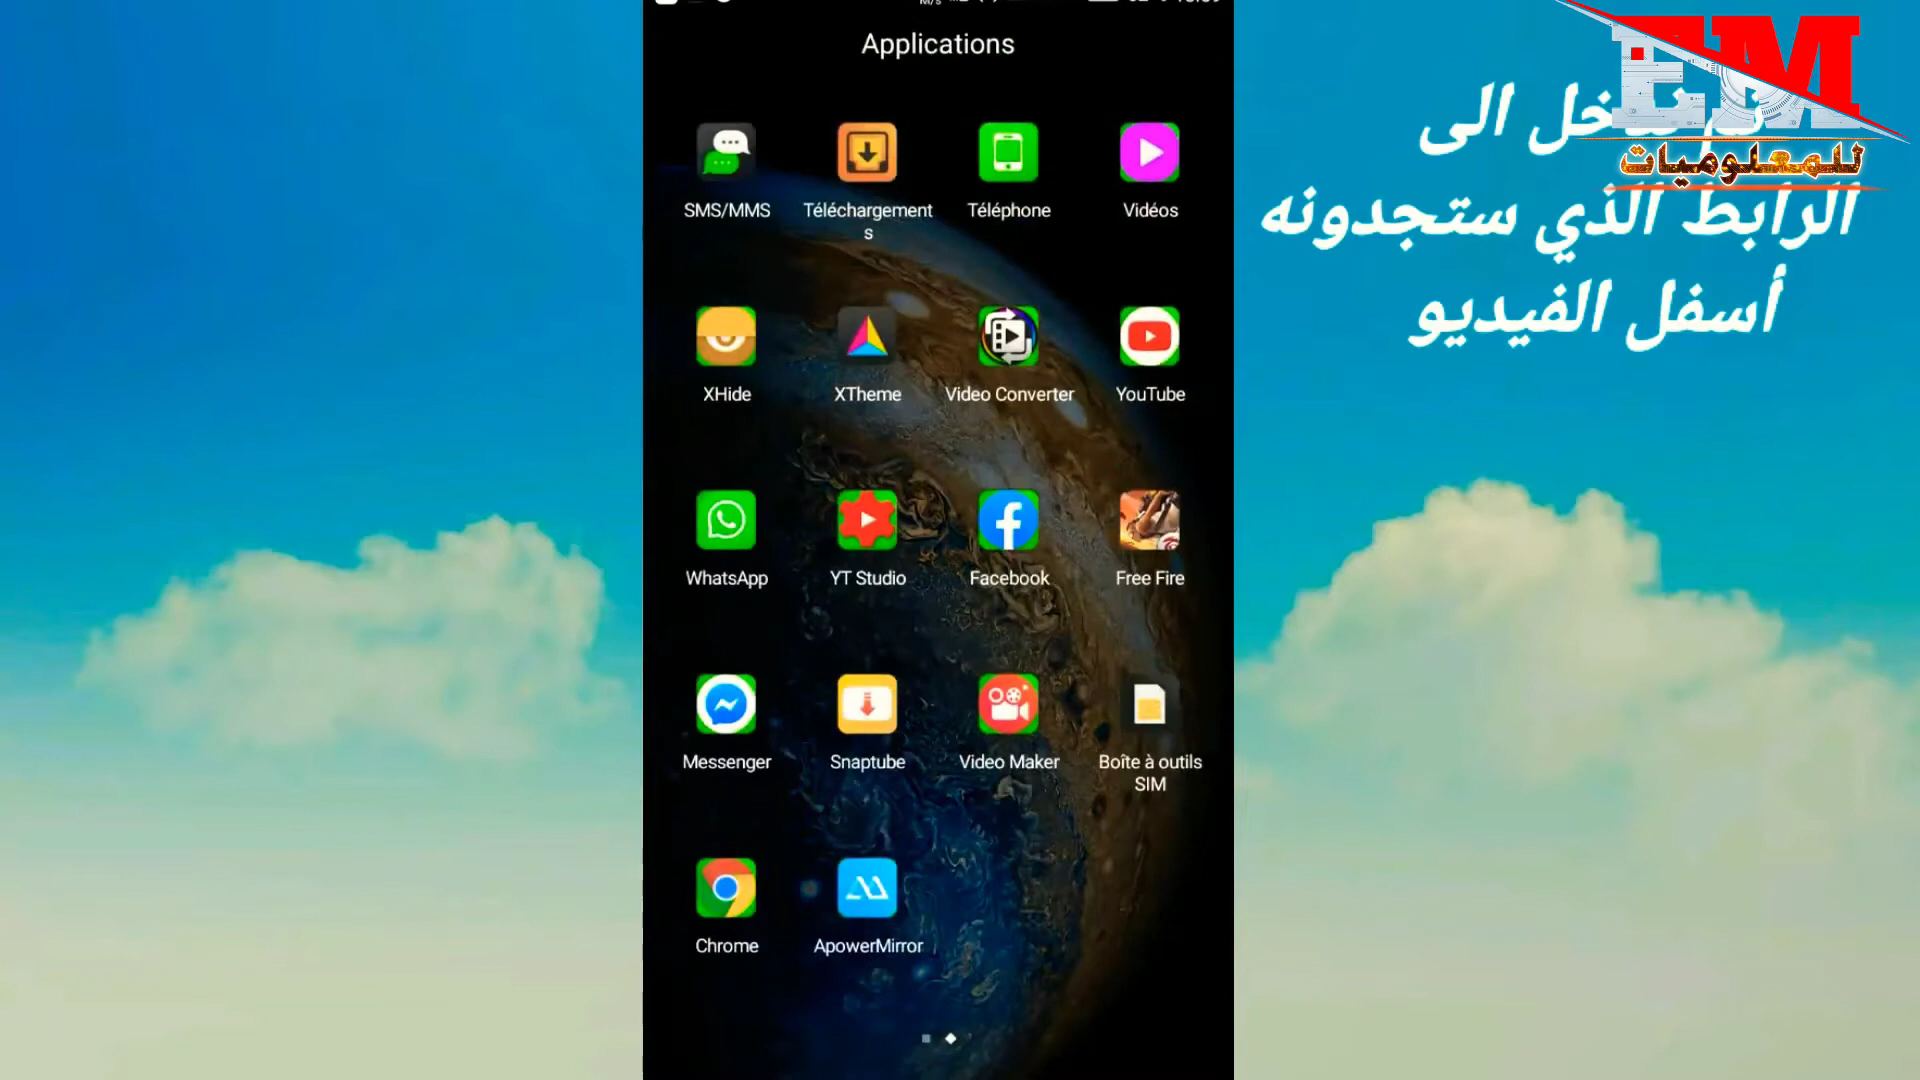 Applications
SMS/MMS
Téléchargement
s
Téléphone
Vidéos
XHide
XTheme
Video Converter
YouTube
WhatsApp
YT Studio
Facebook
Free Fire
Messenger
Snaptube
Video Maker
Boîte à outils
SIM
Chrome
ApowerMirror
EM
للمعلوميات
الى
الرابط الذي ستجدونه
أسفل الفيديو